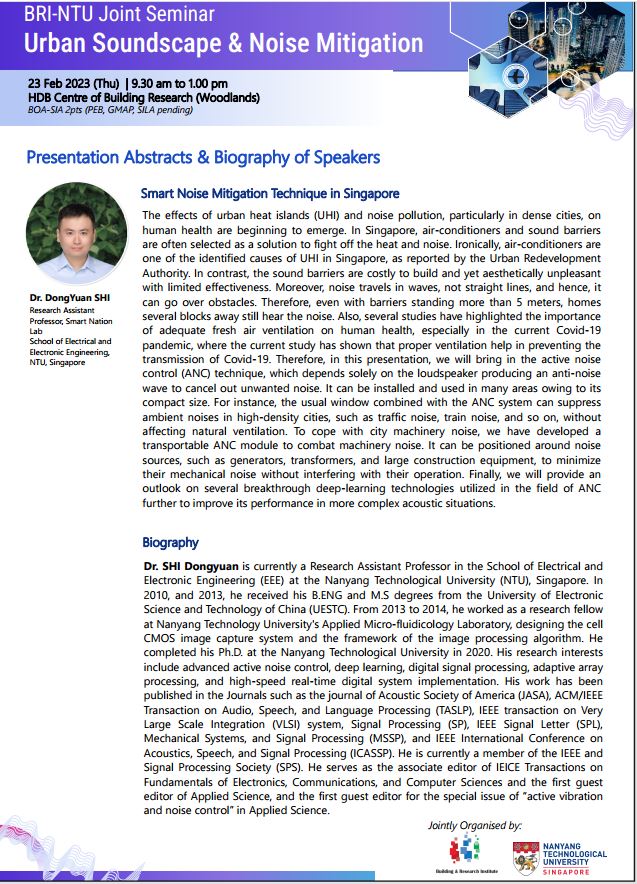 BRI-NTU Joint Seminar
Urban Soundscape & Noise Mitigation
23 Feb 2023 (Thu) | 9.30 am to 1.00 pm
HDB Centre of Building Research (Woodlands)
BOA-SIA 2pts (PEB, GMAP, SILA pending)
Presentation Abstracts & Biography of Speakers
Dr. DongYuan SHI
Research Assistant
Professor, Smart Nation
Lab
School of Electrical and
Electronic Engineering,
NTU, Singapore
Smart Noise Mitigation Technique in Singapore
The effects of urban heat islands (UHI) and noise pollution, particularly in dense cities, on
human health are beginning to emerge. In Singapore, air-conditioners and sound barriers
are often selected as a solution to fight off the heat and noise. Ironically, air-conditioners are
one of the identified causes of UHI in Singapore, as reported by the Urban Redevelopment
Authority. In contrast, the sound barriers are costly to build and yet aesthetically unpleasant
with limited effectiveness. Moreover, noise travels in waves, not straight lines, and hence, it
can go over obstacles. Therefore, even with barriers standing more than 5 meters, homes
several blocks away still hear the noise. Also, several studies have highlighted the importance
of adequate fresh air ventilation on human health, especially in the current Covid-19
pandemic, where the current study has shown that proper ventilation help in preventing the
transmission of Covid-19. Therefore, in this presentation, we will bring in the active noise
control (ANC) technique, which depends solely on the loudspeaker producing an anti-noise
wave to cancel out unwanted noise. It can be installed and used in many areas owing to its
compact size. For instance, the usual window combined with the ANC system can suppress
ambient noises in high-density cities, such as traffic noise, train noise, and so on, without
affecting natural ventilation. To cope with city machinery noise, we have developed a
transportable ANC module to combat machinery noise. It can be positioned around noise
sources, such as generators, transformers, and large construction equipment, to minimize
their mechanical noise without interfering with their operation. Finally, we will provide an
outlook on several breakthrough deep-learning technologies utilized in the field of ANC
further to improve its performance in more complex acoustic situations.
Biography
Dr. SHI Dongyuan is currently a Research Assistant Professor in the School of Electrical and
Electronic Engineering (EEE) at the Nanyang Technological University (NTU), Singapore. In
2010, and 2013, he received his B.ENG and M.S degrees from the University of Electronic
Science and Technology of China (UESTC). From 2013 to 2014, he worked as a research fellow
at Nanyang Technology University's Applied Micro-fluidicology Laboratory, designing the cell
CMOS image capture system and the framework of the image processing algorithm. He
completed his Ph.D. at the Nanyang Technological University in 2020. His research interests
include advanced active noise control, deep learning, digital signal processing, adaptive array
processing, and high-speed real-time digital system implementation. His work has been
published in the Journals such as the journal of Acoustic Society of America (JASA), ACM/IEEE
Transaction on Audio, Speech, and Language Processing (TASLP), IEEE transaction on Very
Large Scale Integration (VLSI) system, Signal Processing (SP), IEEE Signal Letter (SPL),
Mechanical Systems, and Signal Processing (MSSP), and IEEE International Conference on
Acoustics, Speech, and Signal Processing (ICASSP). He is currently a member of the IEEE and
Signal Processing Society (SPS). He serves as the associate editor of IEICE Transactions on
Fundamentals of Electronics, Communications, and Computer Sciences and the first guest
editor of Applied Science, and the first guest editor for the special issue of "active vibration
and noise control" in Applied Science.
Jointly Organised by:
Building & Research Institute
NANYANG
TECHNOLOGICAL
UNIVERSITY
SINGAPORE